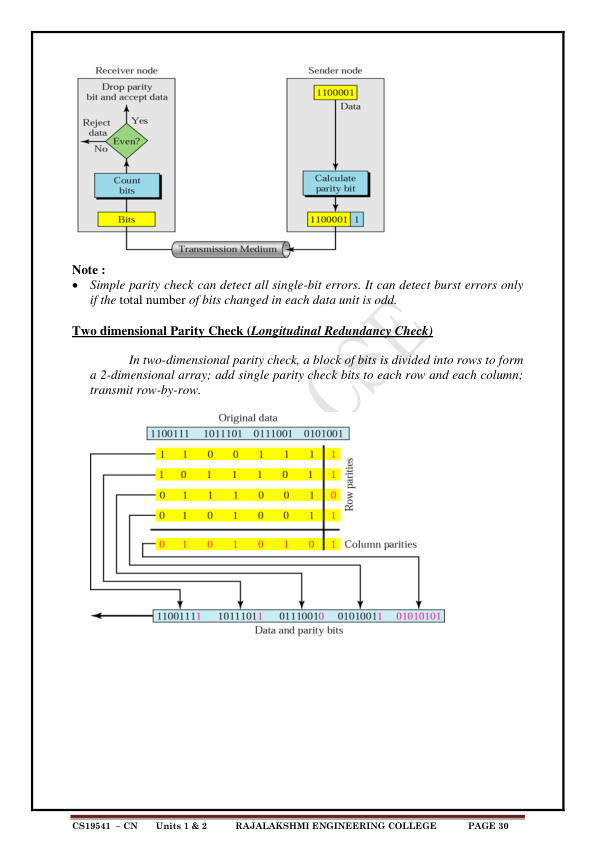 Receiver node
Drop parity
bit and accept data
Reject
data
Yes
No
Even?
Count
bits
Bits
Sender node
1100001
Data
Calculate
parity bit
1100001 1
Transmission Medium
Note :
• Simple parity check can detect all single-bit errors. It can detect burst errors only
if the total number of bits changed in each data unit is odd.
Two dimensional Parity Check (Longitudinal Redundancy Check)
In two-dimensional parity check, a block of bits is divided into rows to form
a 2-dimensional array; add single parity check bits to each row and each column;
transmit row-by-row.
CSE
Original data
1100111 1011101 0111001 0101001
1 1 0 0 1 1 1 1
1 0 1 1 1 0 1 1
0 1 1 1 0 0 1 0
0 1 0 1 0 0 1 1
Row parities
0 1 0 1 0 1 0 1 Column parities
11001111 10111011 01110010 01010011 01010101
Data and parity bits
CS19541 – CN Units 1 & 2 RAJALAKSHMI ENGINEERING COLLEGE PAGE 30